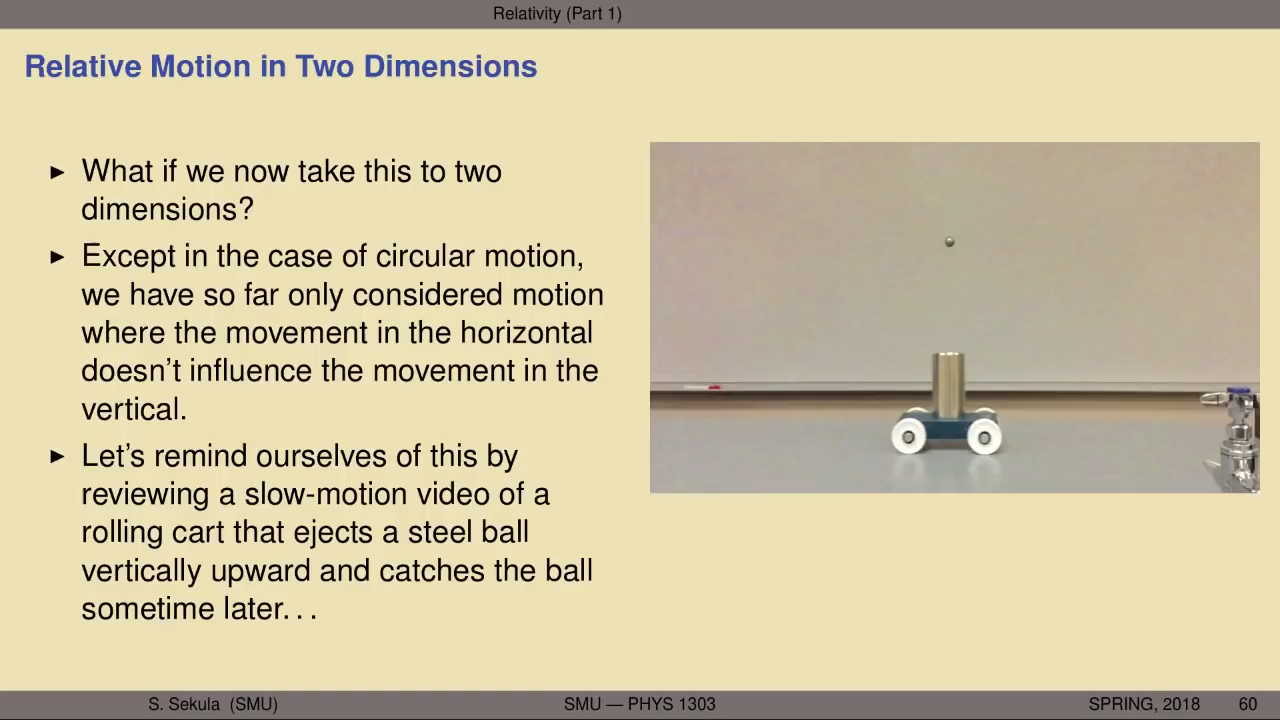 Relativity (Part 1)
Relative Motion in Two Dimensions
▶ What if we now take this to two
dimensions?
▶ Except in the case of circular motion,
we have so far only considered motion
where the movement in the horizontal
doesn't influence the movement in the
vertical.
▶ Let's remind ourselves of this by
reviewing a slow-motion video of a
rolling cart that ejects a steel ball
vertically upward and catches the ball
sometime later...
S. Sekula (SMU) SMU — PHYS 1303 SPRING, 2018 60